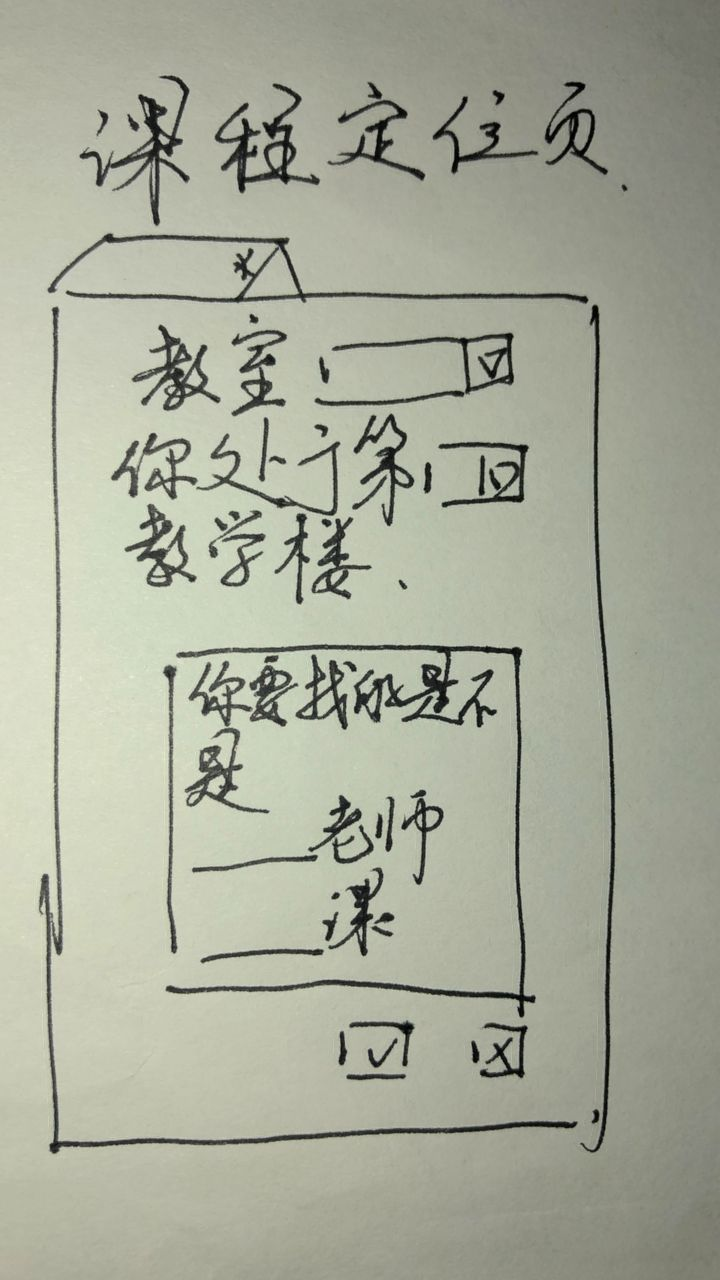 课程定位页.
教室
你处于第
教学楼.
你要找的是不
是
老师
课